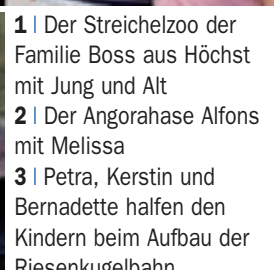 1 | Der Streichelzoo der
Familie Boss aus Höchst
mit Jung und Alt
2 | Der Angorahase Alfons
mit Melissa
3 | Petra, Kerstin und
Bernadette halfen den
Kindern beim Aufbau der
Riesenkugelbahn